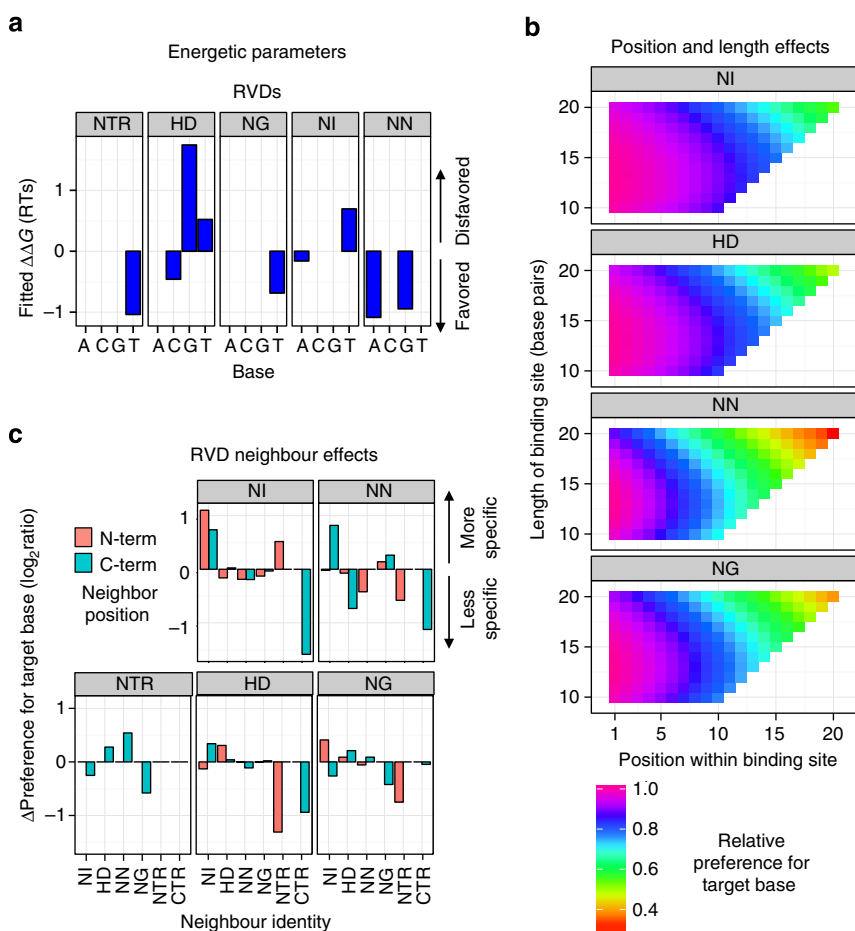 a
Energetic parameters
RVDs
NTR HD NG NI NN
Fitted ΔΔG (RTs)
1
0
−1
Disfavored
Favored
A C G T A C G T A C G T A C G T A C G T
Base
b
Position and length effects
NI
20
15
10
HD
20
15
10
NN
20
15
10
NG
20
15
10
Length of binding site (base pairs)
1 5 10 15 20
Position within binding site
1.0
0.8
0.6
0.4
Relative
preference for
target base
c
RVD neighbour effects
N-term
C-term
Neighbor
position
NI NN
1
0
−1
More
specific
Less
specific
ΔPreference for target base (log2ratio)
NTR HD NG
1
0
−1
NI HD NN NG NTR CTR NI HD NN NG NTR CTR NI HD NN NG NTR CTR
Neighbour identity